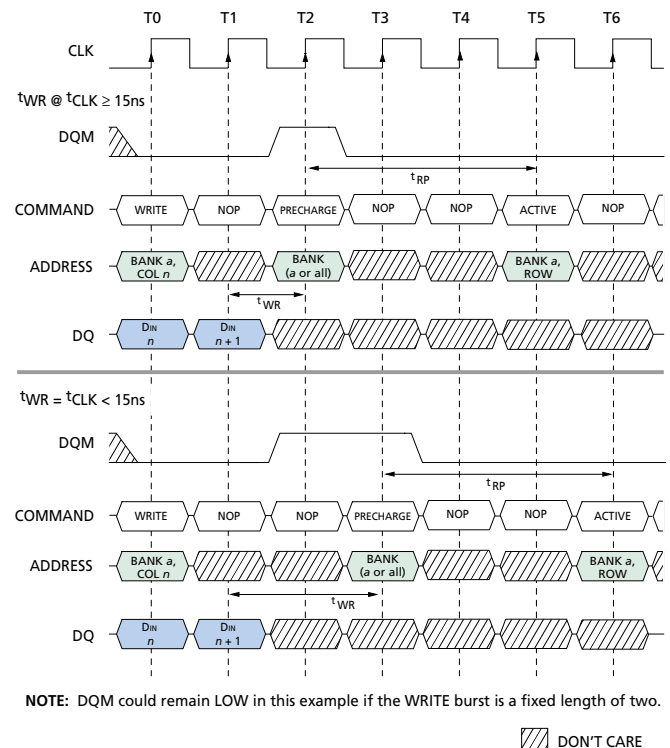 T0 T1 T2 T3 T4 T5 T6
CLK
tWR @ tCLK ≥ 15ns
DQM
tRP
COMMAND WRITE NOP PRECHARGE NOP NOP ACTIVE NOP
ADDRESS BANK a, COL n BANK (a or all) BANK a, ROW
tWR
DQ DIN n DIN n + 1
tWR = tCLK < 15ns
DQM
tRP
COMMAND WRITE NOP NOP PRECHARGE NOP NOP ACTIVE
ADDRESS BANK a, COL n BANK (a or all) BANK a, ROW
tWR
DQ DIN n DIN n + 1
NOTE: DQM could remain LOW in this example if the WRITE burst is a fixed length of two.
DON'T CARE